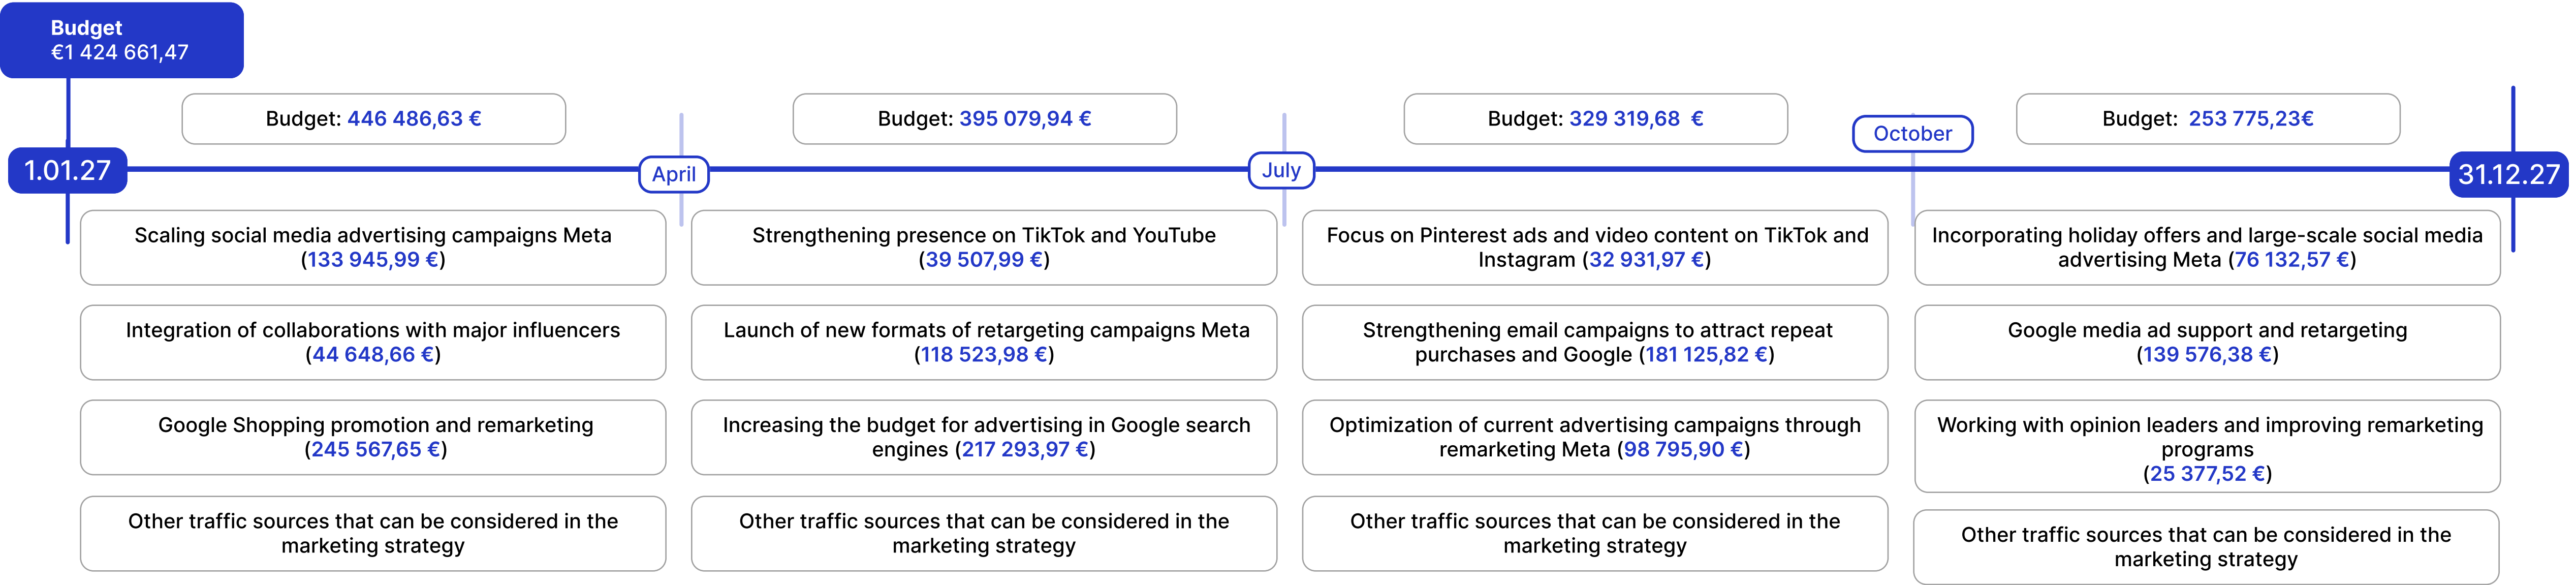 Budget
€1 424 661,47
Budget: 446 486,63 €
Budget: 395 079,94 €
Budget: 329 319,68 €
Budget: 253 775,23€
1.01.27
April
July
October
31.12.27
Scaling social media advertising campaigns Meta
(133 945,99 €)
Integration of collaborations with major influencers
(44 648,66 €)
Google Shopping promotion and remarketing
(245 567,65 €)
Other traffic sources that can be considered in the
marketing strategy
Strengthening presence on TikTok and YouTube
(39 507,99 €)
Launch of new formats of retargeting campaigns Meta
(118 523,98 €)
Increasing the budget for advertising in Google search
engines (217 293,97 €)
Other traffic sources that can be considered in the
marketing strategy
Focus on Pinterest ads and video content on TikTok and
Instagram (32 931,97 €)
Strengthening email campaigns to attract repeat
purchases and Google (181 125,82 €)
Optimization of current advertising campaigns through
remarketing Meta (98 795,90 €)
Other traffic sources that can be considered in the
marketing strategy
Incorporating holiday offers and large-scale social media
advertising Meta (76 132,57 €)
Google media ad support and retargeting
(139 576,38 €)
Working with opinion leaders and improving remarketing
programs
(25 377,52 €)
Other traffic sources that can be considered in the
marketing strategy